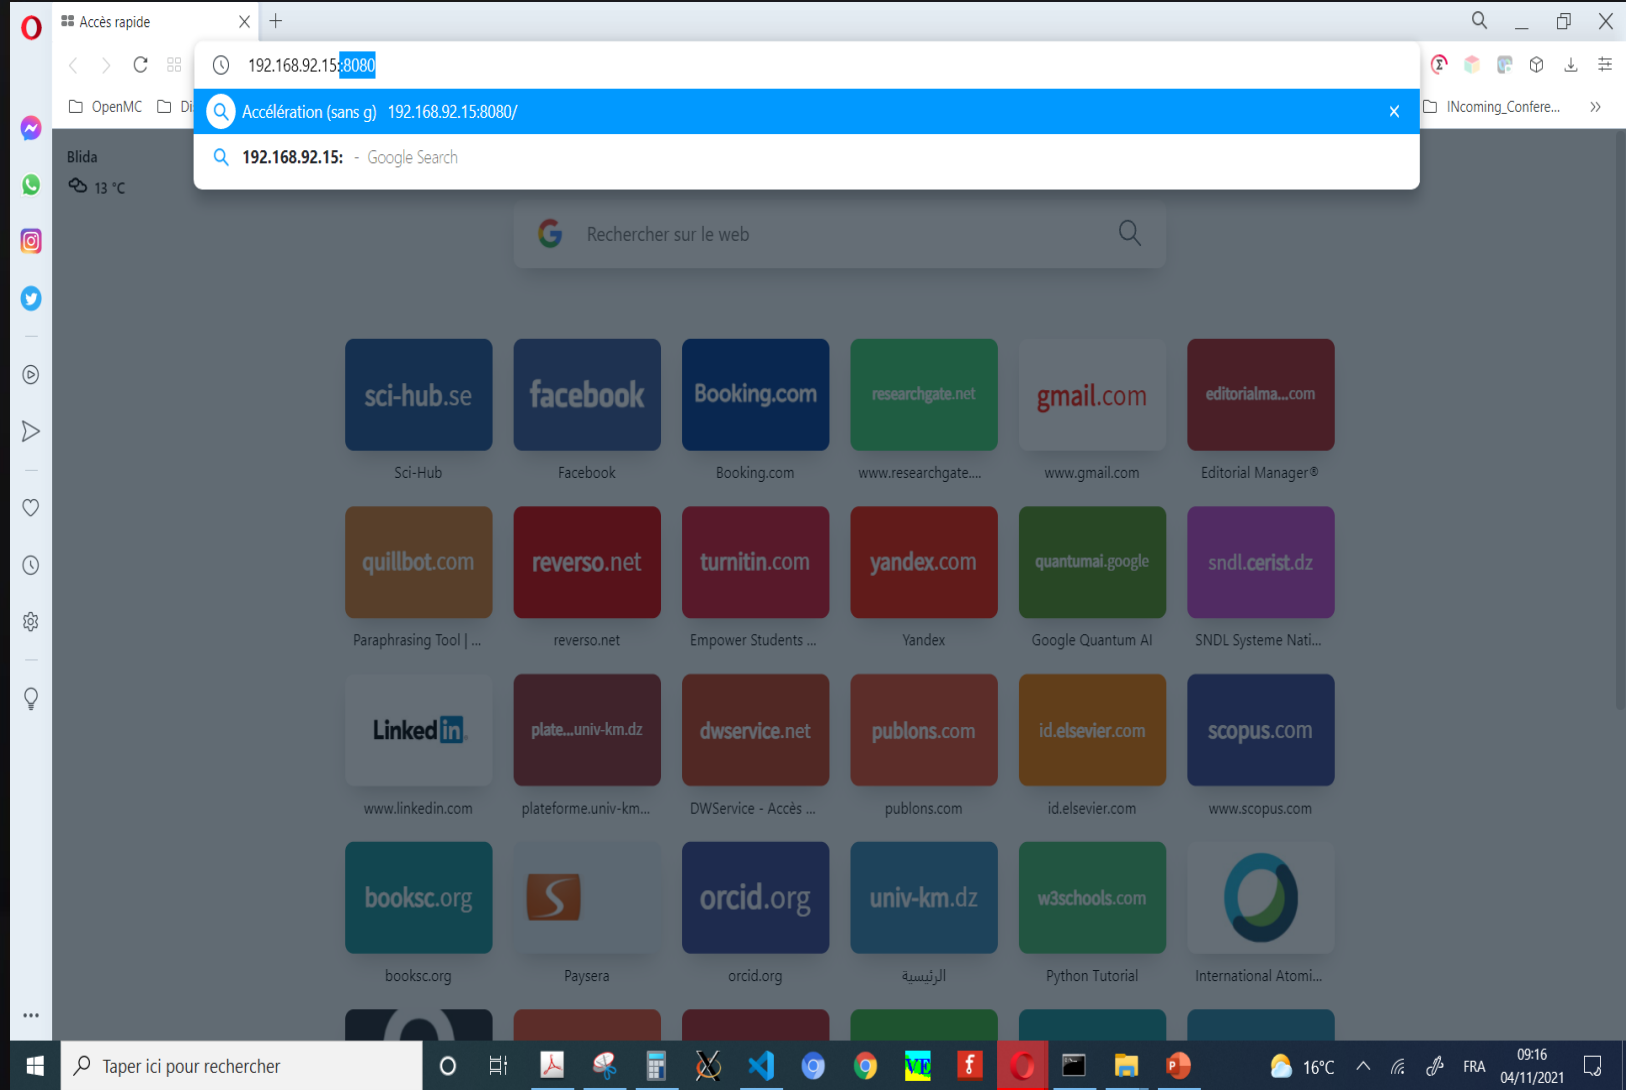 Accès rapide
192.168.92.15::8080
OpenMC
Di
Accélération (sans g) 192.168.92.15:8080/
INcoming_Confere...
192.168.92.15: - Google Search
Blida
13 °C
Rechercher sur le web
sci-hub.se
facebook
Booking.com
researchgate.net
gmail.com
editorialma...com
Sci-Hub
Facebook
Booking.com
www.researchgate....
www.gmail.com
Editorial Manager®
quillbot.com
reverso.net
turnitin.com
yandex.com
quantumai.google
sndl.cerist.dz
Paraphrasing Tool | ...
reverso.net
Empower Students ...
Yandex
Google Quantum AI
SNDL Systeme Nati...
Linked in
plate...univ-km.dz
dwservice.net
publons.com
id.elsevier.com
scopus.com
www.linkedin.com
plateforme.univ-km...
DWService - Accès ...
publons.com
id.elsevier.com
www.scopus.com
booksc.org
orcid.org
univ-km.dz
w3schools.com
booksc.org
Paysera
orcid.org
الرئيسية
Python Tutorial
International Atomi...
Taper ici pour rechercher
VE
16°C
FRA
09:16
04/11/2021